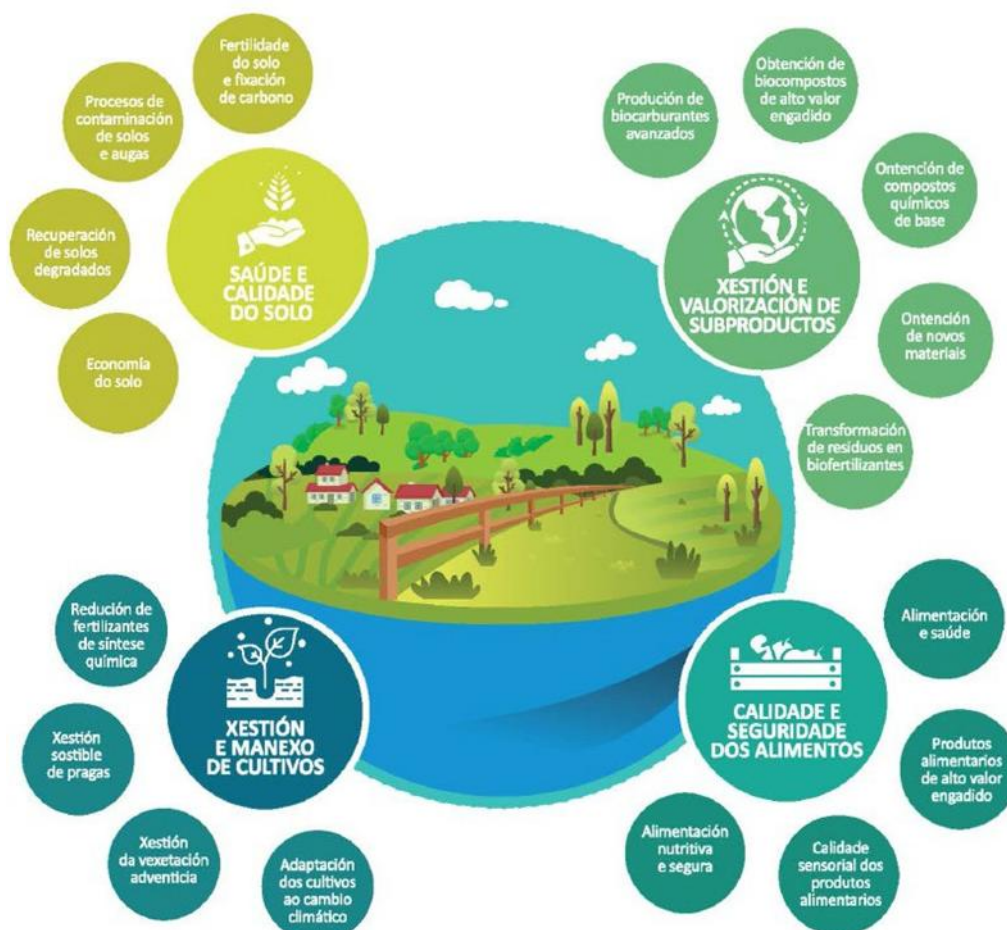 Fertilidade
do solo
e fixación
de carbono
Procesos de
contaminación
de solos
e augas
Recuperación
de solos
degradados
Economía
do solo
SAÚDE E
CALIDADE
DO SOLO
Produción de
biocarburantes
avanzados
Obtención de
biocompostos
de alto valor
engadido
Ontención de
compostos
químicos
de base
Ontención
de novos
materiais
Transformación
de residuos en
biofertilizantes
XESTIÓN E
VALORIZACIÓN DE
SUBPRODUCTOS
Redución de
fertilizantes
de síntese
química
Xestión
sostible
de pragas
Xestión
da vexetación
adventicia
Adaptación
dos cultivos
ao cambio
climático
XESTIÓN
E MANEXO
DE CULTIVOS
CALIDADE E
SEGURIDADE
DOS ALIMENTOS
Alimentación
e saúde
Produtos
alimentarios
de alto valor
engadido
Calidade
sensorial dos
produtos
alimentarios
Alimentación
nutritiva
e segura